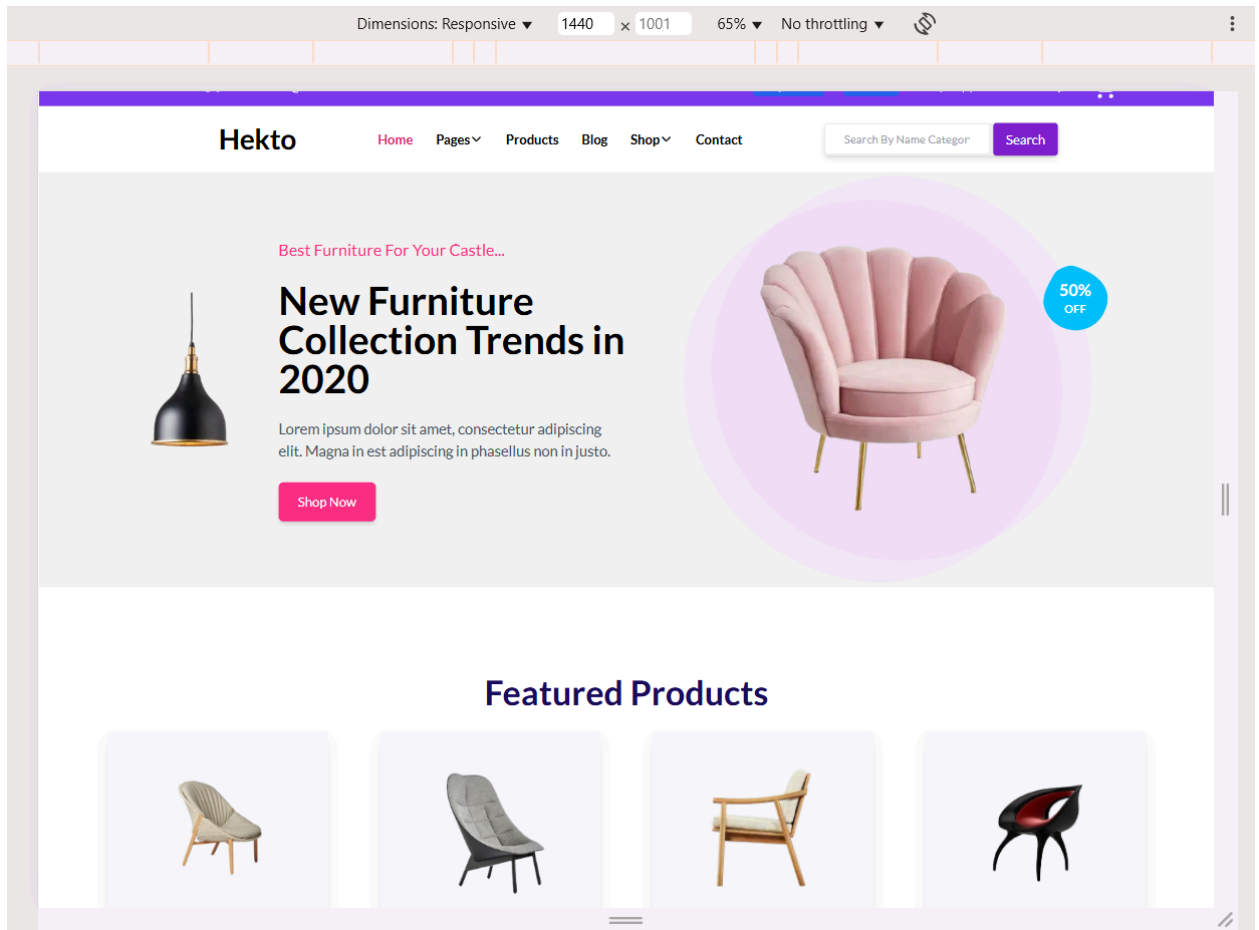 Dimensions: Responsive ▼ 1440 × 1001 65% ▼ No throttling ▼
Hekto Home Pages Products Blog Shop Contact Search By Name Categor Search
Best Furniture For Your Castle...
New Furniture
Collection Trends in
2020
50%
OFF
Lorem ipsum dolor sit amet, consectetur adipiscing
elit. Magna in est adipiscing in phasellus non in justo.
Shop Now
Featured Products